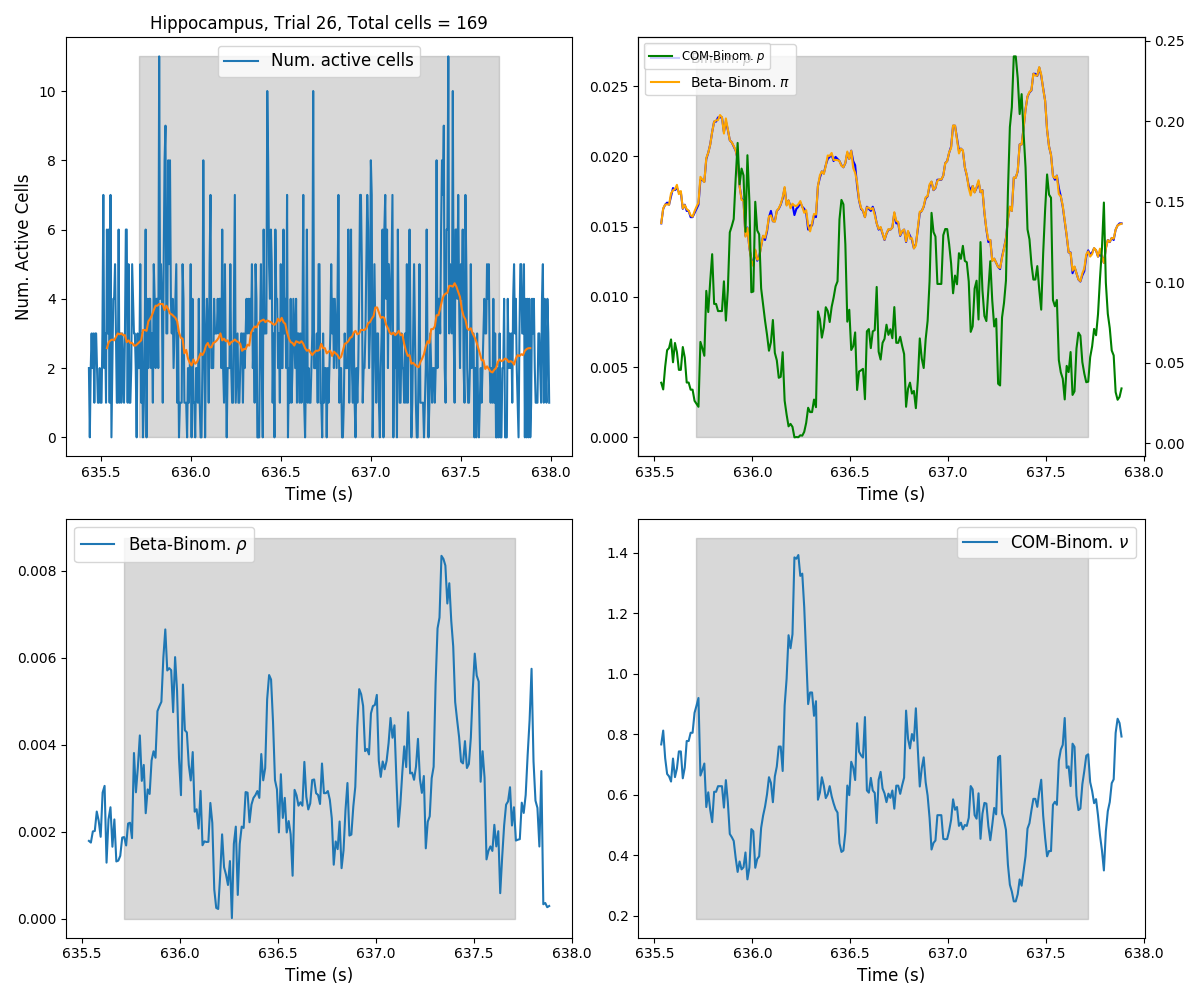 Hippocampus, Trial 26, Total cells = 169
Num. active cells
Num. Active Cells
10
8
6
4
2
0
635.5 636.0 636.5 637.0 637.5 638.0
Time (s)
COM-Binom. p
Beta-Binom. π
0.025
0.020
0.015
0.010
0.005
0.000
0.25
0.20
0.15
0.10
0.05
0.00
635.5 636.0 636.5 637.0 637.5 638.0
Time (s)
Beta-Binom. ρ
0.008
0.006
0.004
0.002
0.000
635.5 636.0 636.5 637.0 637.5 638.0
Time (s)
COM-Binom. ν
1.4
1.2
1.0
0.8
0.6
0.4
0.2
635.5 636.0 636.5 637.0 637.5 638.0
Time (s)